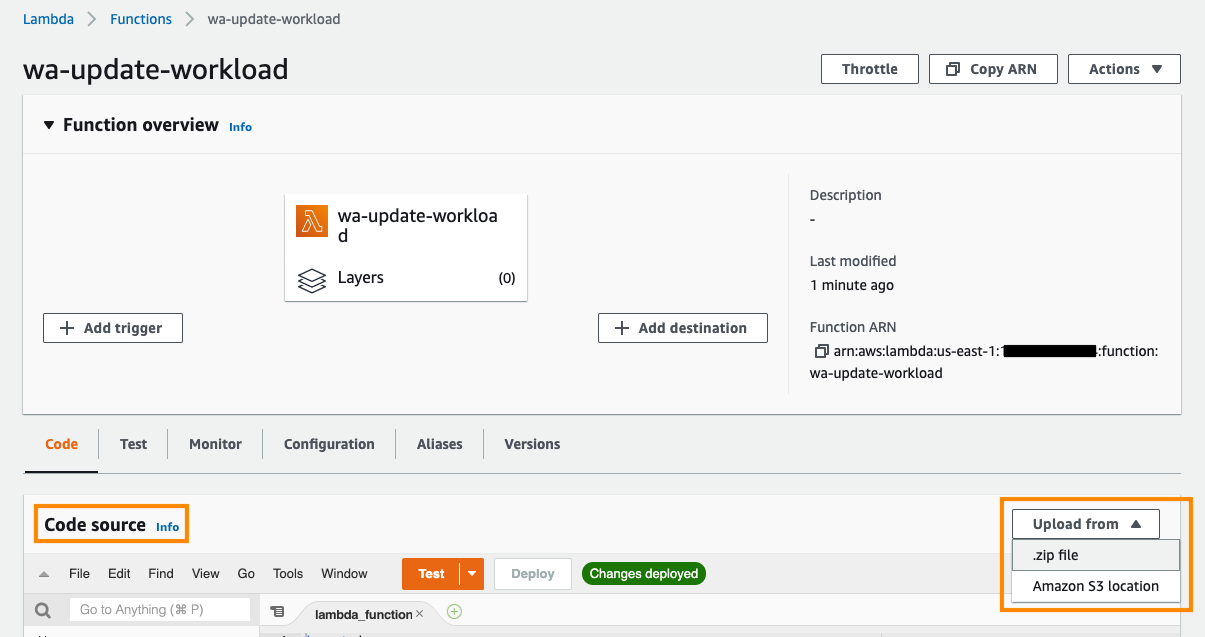 Lambda > Functions > wa-update-workload
wa-update-workload
Throttle
Copy ARN
Actions ▼
▼ Function overview Info
wa-update-workloa
d
Layers (0)
+ Add trigger
+ Add destination
Description
-
Last modified
1 minute ago
Function ARN
arn:aws:lambda:us-east-1: :function:
wa-update-workload
Code
Test
Monitor
Configuration
Aliases
Versions
Code source Info
Upload from ▲
.zip file
Amazon S3 location
File Edit Find View Go Tools Window
Test
Deploy
Changes deployed
Go to Anything (⌘ P)
lambda_function ×